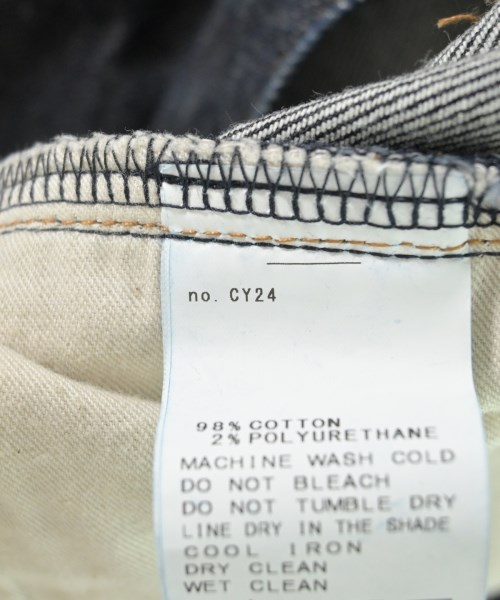 no. CY24
98% COTTON
2% POLYURETHANE
MACHINE WASH COLD
DO NOT BLEACH
DO NOT TUMBLE DRY
LINE DRY IN THE SHADE
COOL IRON
DRY CLEAN
WET CLEAN